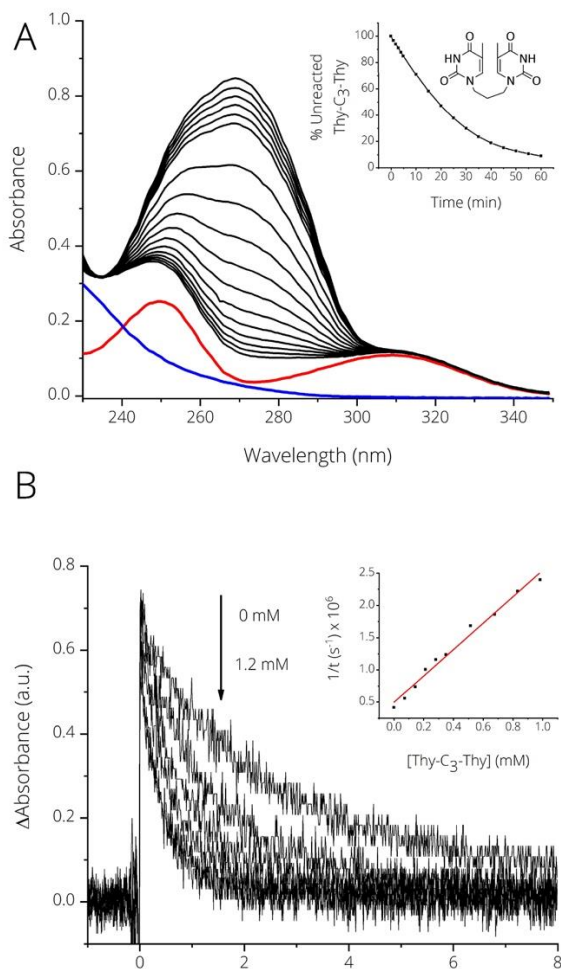 A
1.0
0.8
0.6
0.4
0.2
0.0
Absorbance
240 260 280 300 320 340
Wavelength (nm)
% Unreacted
Thy-C3-Thy
100
80
60
40
20
0
0 10 20 30 40 50 60
Time (min)
O O
HN NH
O N N O
B
0.8
0.6
0.4
0.2
0.0
ΔAbsorbance (a.u.)
0 2 4 6 8
0 mM
1.2 mM
2.5
2.0
1.5
1.0
0.5
1/t (s⁻¹) x 10⁶
0.0 0.2 0.4 0.6 0.8 1.0
[Thy-C3-Thy] (mM)